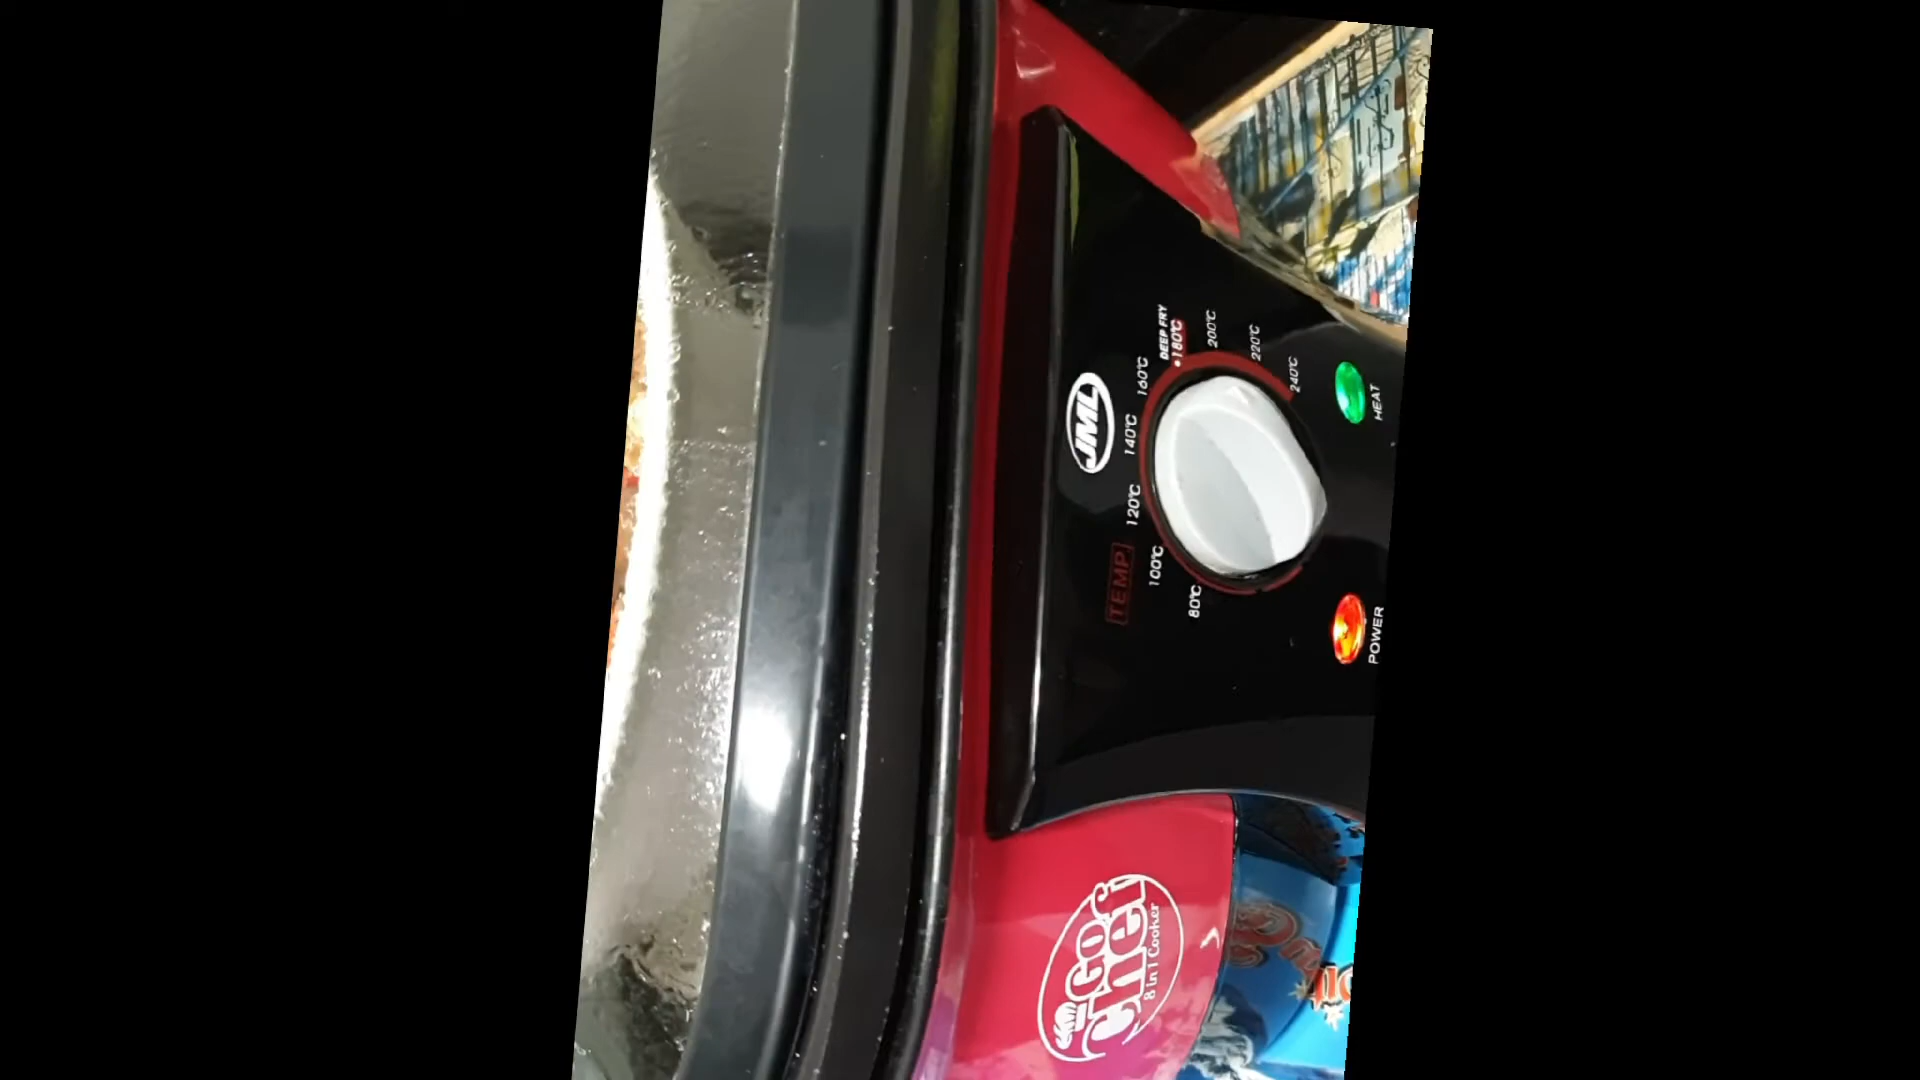 JML
TEMP
80°C
100°C
120°C
140°C
160°C
DEEP FRY
•180°C
200°C
220°C
240°C
POWER
HEAT
GO
Chef
8 in 1 Cooker